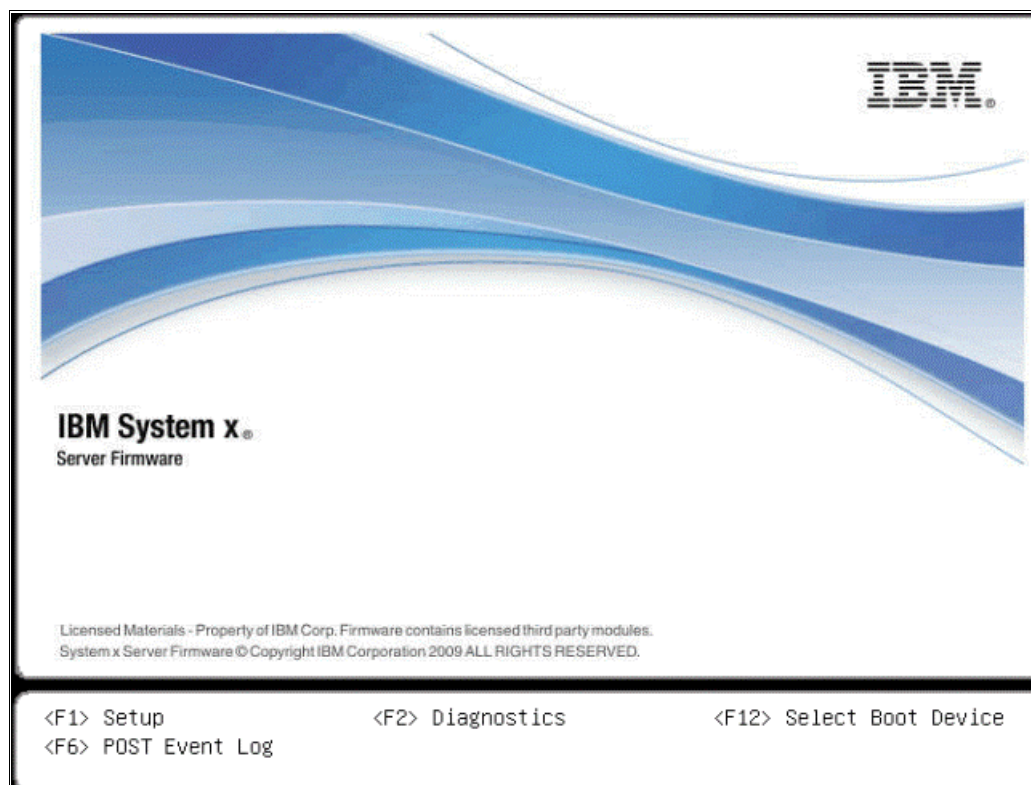 IBM®
IBM System x®
Server Firmware
Licensed Materials - Property of IBM Corp. Firmware contains licensed third party modules.
System x Server Firmware © Copyright IBM Corporation 2009 ALL RIGHTS RESERVED.
<F1> Setup <F2> Diagnostics <F12> Select Boot Device
<F6> POST Event Log